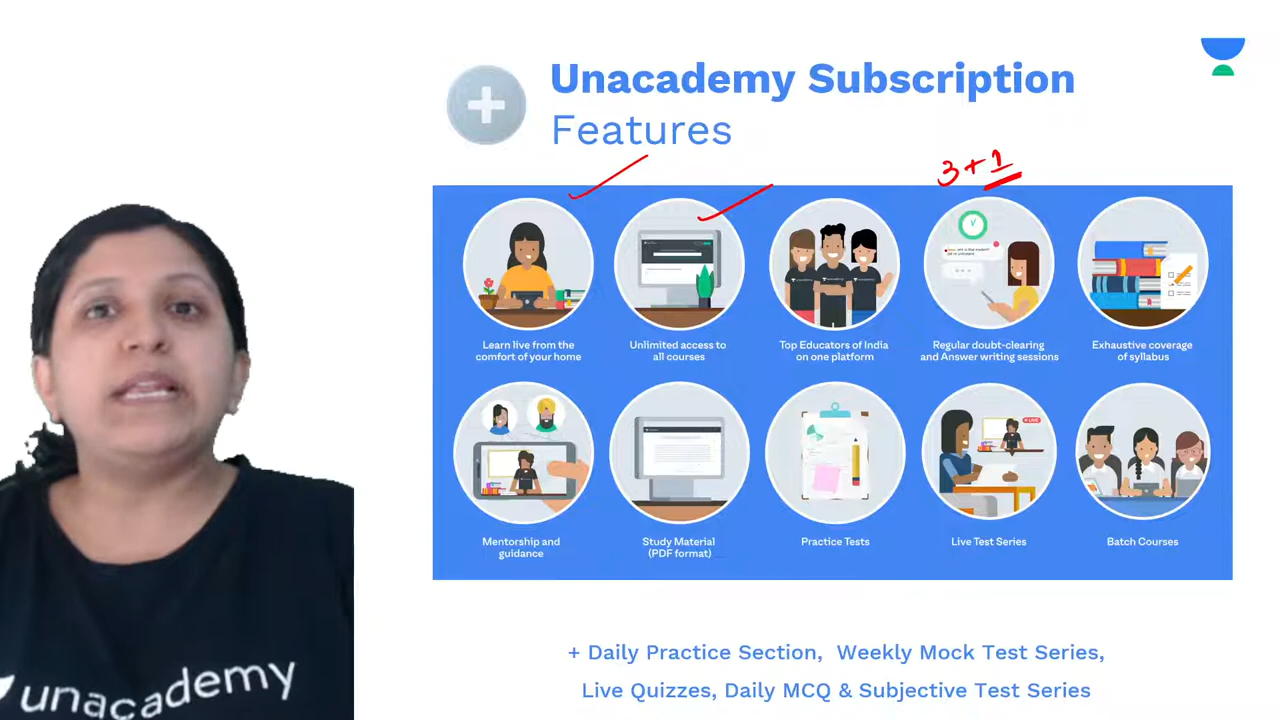 Unacademy Subscription
Features
3+1
Learn live from the
comfort of your home
Unlimited access to
all courses
Top Educators of India
on one platform
Regular doubt-clearing
and Answer writing sessions
Exhaustive coverage
of syllabus
LIVE
Mentorship and
guidance
Study Material
(PDF format)
Practice Tests
Live Test Series
Batch Courses
+ Daily Practice Section, Weekly Mock Test Series,
Live Quizzes, Daily MCQ & Subjective Test Series
unacademy